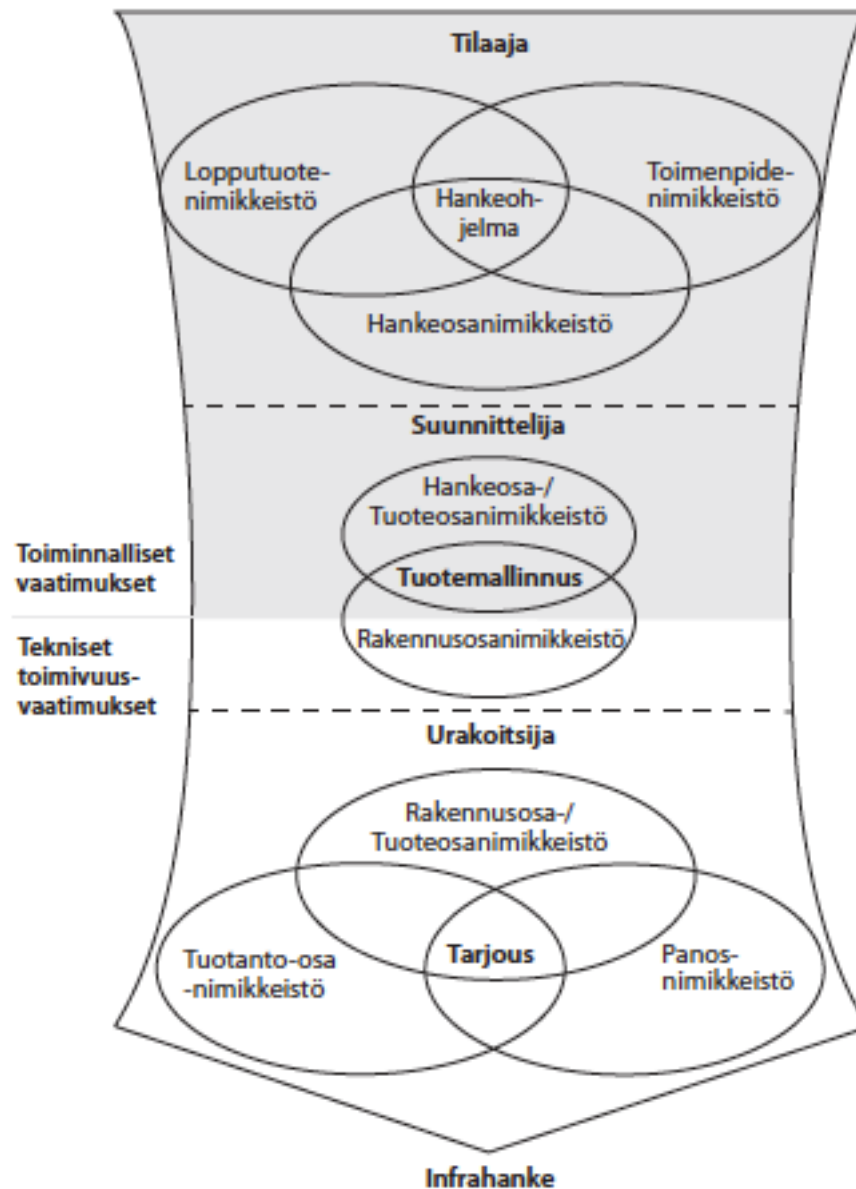 Tilaaja
Lopputuote-
nimikkeistö
Toimenpide-
nimikkeistö
Hankeoh-
jelma
Hankeosanimikkeistö
Suunnittelija
Hankeosa-/
Tuoteosanimikkeistö
Toiminnalliset
vaatimukset
Tuotemallinnus
Tekniset
toimivuus-
vaatimukset
Rakennusosanimikkeistö
Urakoitsija
Rakennusosa-/
Tuoteosanimikkeistö
Tuotanto-osa
-nimikkeistö
Tarjous
Panos-
nimikkeistö
Infrahanke